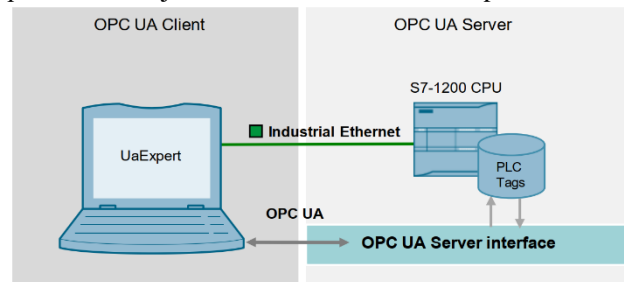 OPC UA Client
OPC UA Server
S7-1200 CPU
Industrial Ethernet
UaExpert
PLC
Tags
OPC UA
OPC UA Server interface